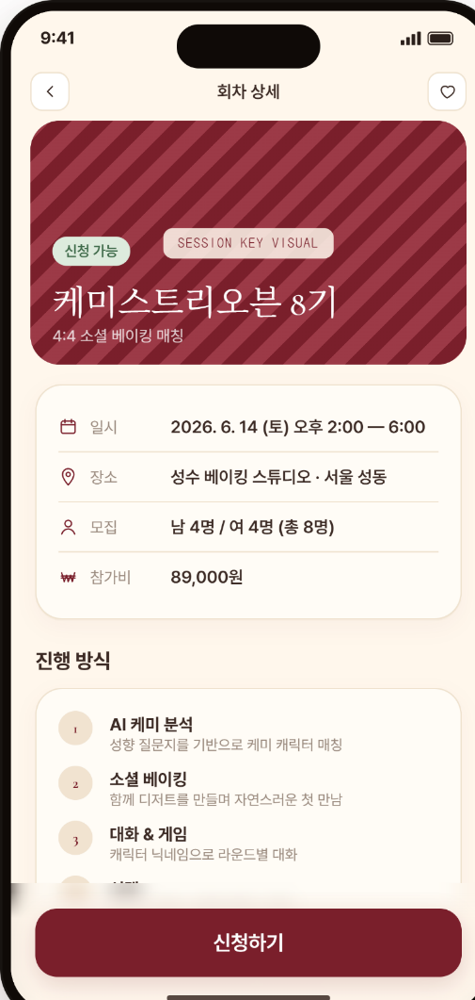 9:41
회차 상세
신청 가능
SESSION KEY VISUAL
케미스트리오븐 8기
4:4 소셜 베이킹 매칭
일시 2026. 6. 14 (토) 오후 2:00 — 6:00
장소 성수 베이킹 스튜디오 · 서울 성동
모집 남 4명 / 여 4명 (총 8명)
₩ 참가비 89,000원
진행 방식
1 AI 케미 분석
성향 질문지를 기반으로 케미 캐릭터 매칭
2 소셜 베이킹
함께 디저트를 만들며 자연스러운 첫 만남
3 대화 & 게임
캐릭터 닉네임으로 라운드별 대화
신청하기